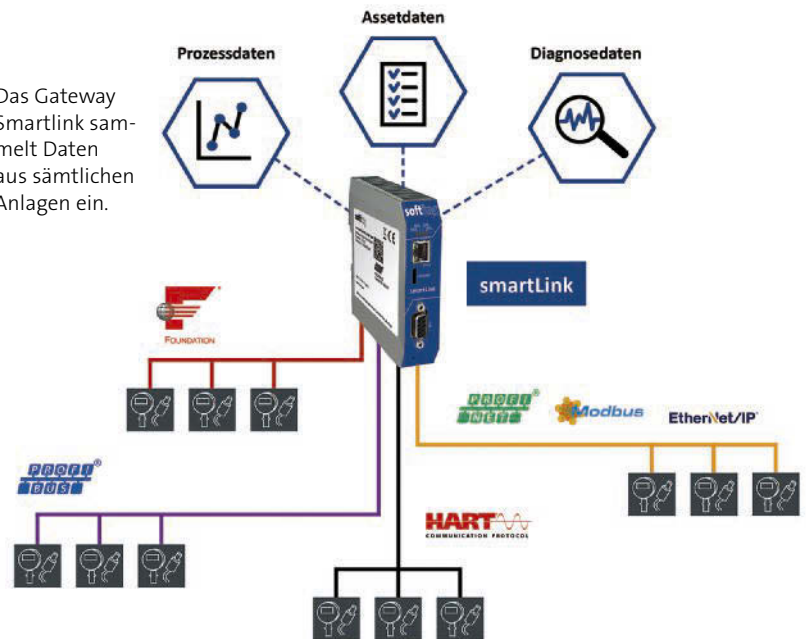 Assetdaten
Prozessdaten
Diagnosedaten
Das Gateway
Smartlink sam-
melt Daten
aus sämtlichen
Anlagen ein.
smartLink
FOUNDATION
PROFI
NET
Modbus
EtherNet/IP
PROFI
BUS
HART
COMMUNICATION PROTOCOL